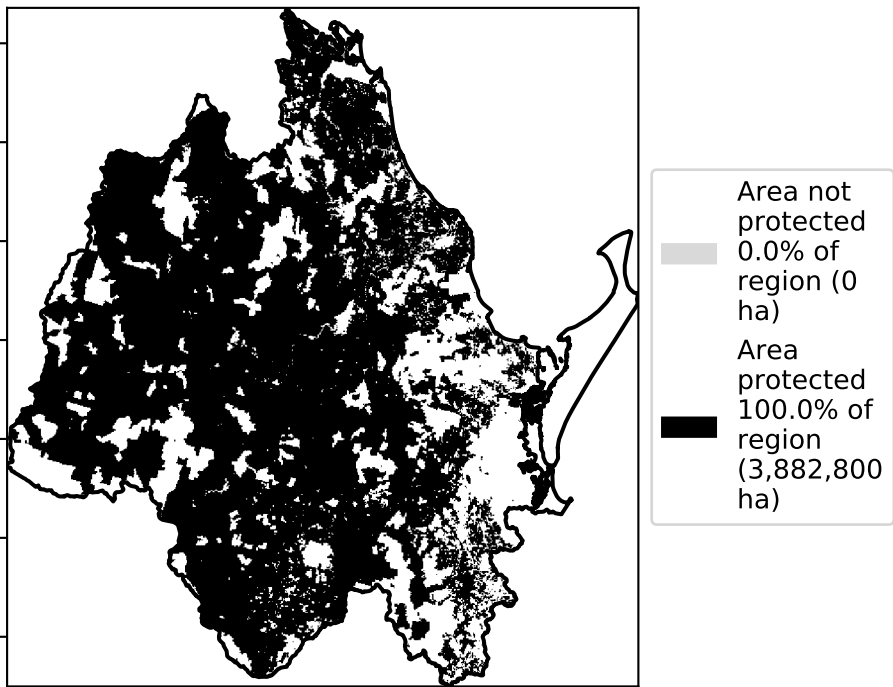 Area not
protected
0.0% of
region (0
ha)
Area
protected
100.0% of
region
(3,882,800
ha)